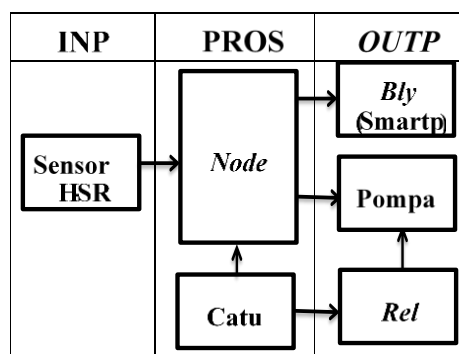 INP PROS OUTP
Bly
(Smartp)
Sensor
HSR
Node
Pompa
Catu
Rel